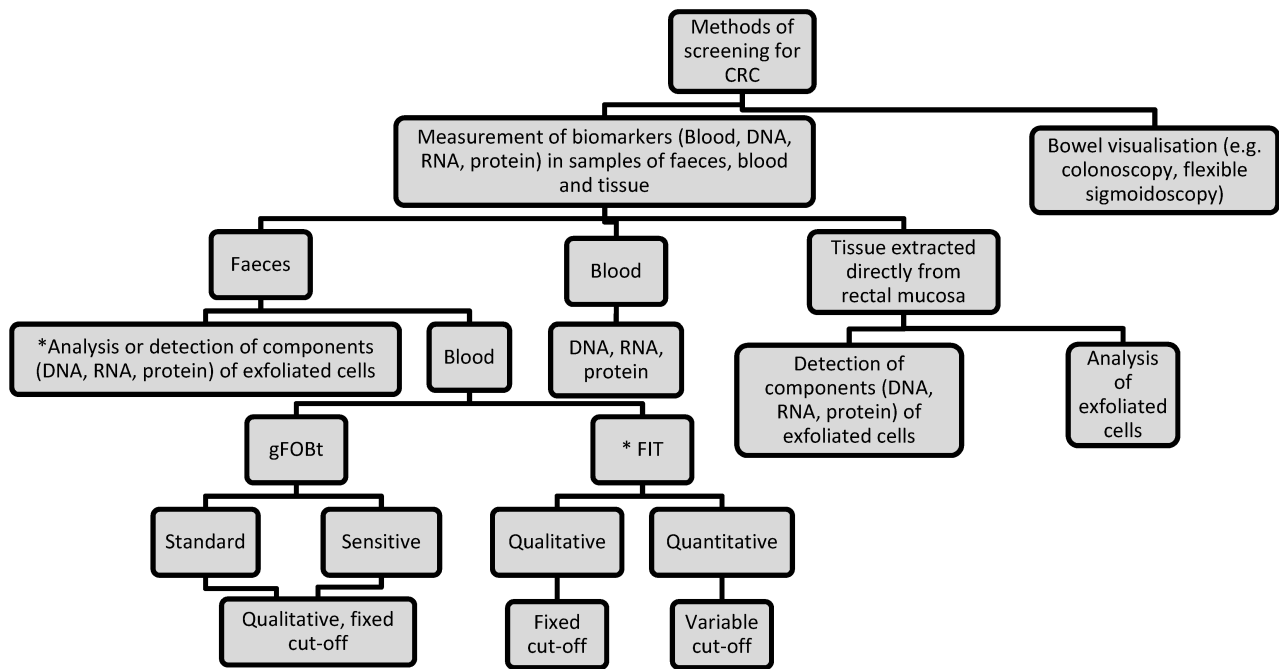 Methods of
screening for
CRC
Measurement of biomarkers (Blood, DNA,
RNA, protein) in samples of faeces, blood
and tissue
Bowel visualisation (e.g.
colonoscopy, flexible
sigmoidoscopy)
Faeces
Blood
Tissue extracted
directly from
rectal mucosa
*Analysis or detection of components
(DNA, RNA, protein) of exfoliated cells
Blood
DNA, RNA,
protein
Detection of
components (DNA,
RNA, protein) of
exfoliated cells
Analysis
of
exfoliated
cells
gFOBt
* FIT
Standard
Sensitive
Qualitative
Quantitative
Qualitative, fixed
cut-off
Fixed
cut-off
Variable
cut-off